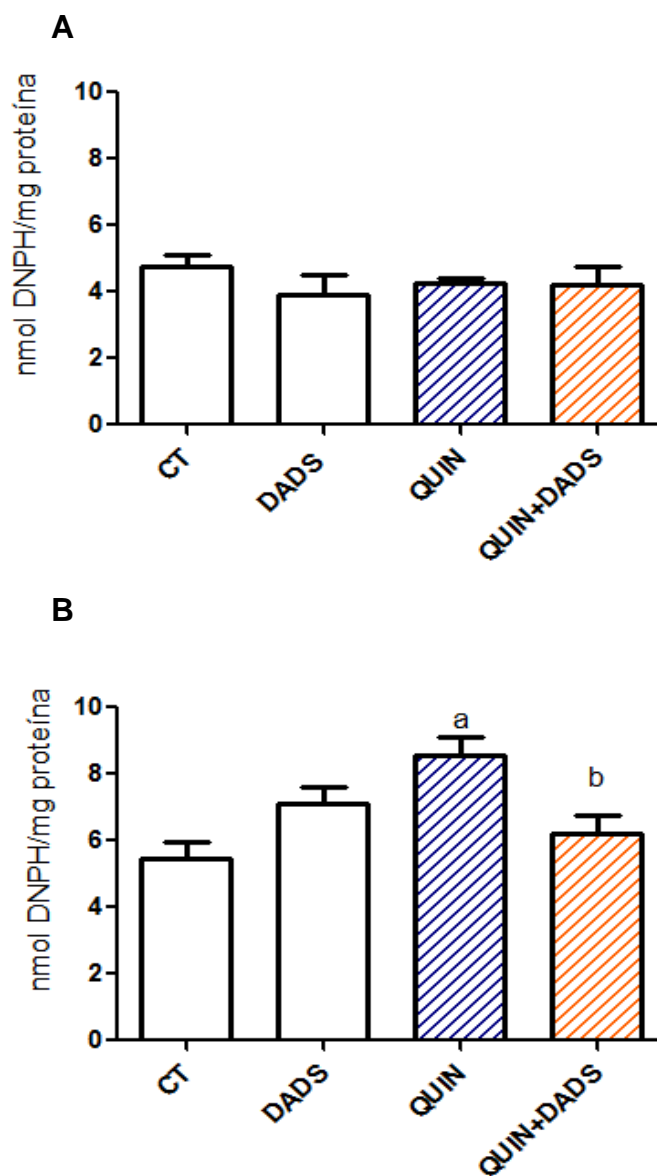 A
nmol DNPH/mg proteína
10
8
6
4
2
0
CT
DADS
QUIN
QUIN+DADS
B
nmol DNPH/mg proteína
10
8
6
4
2
0
a
b
CT
DADS
QUIN
QUIN+DADS